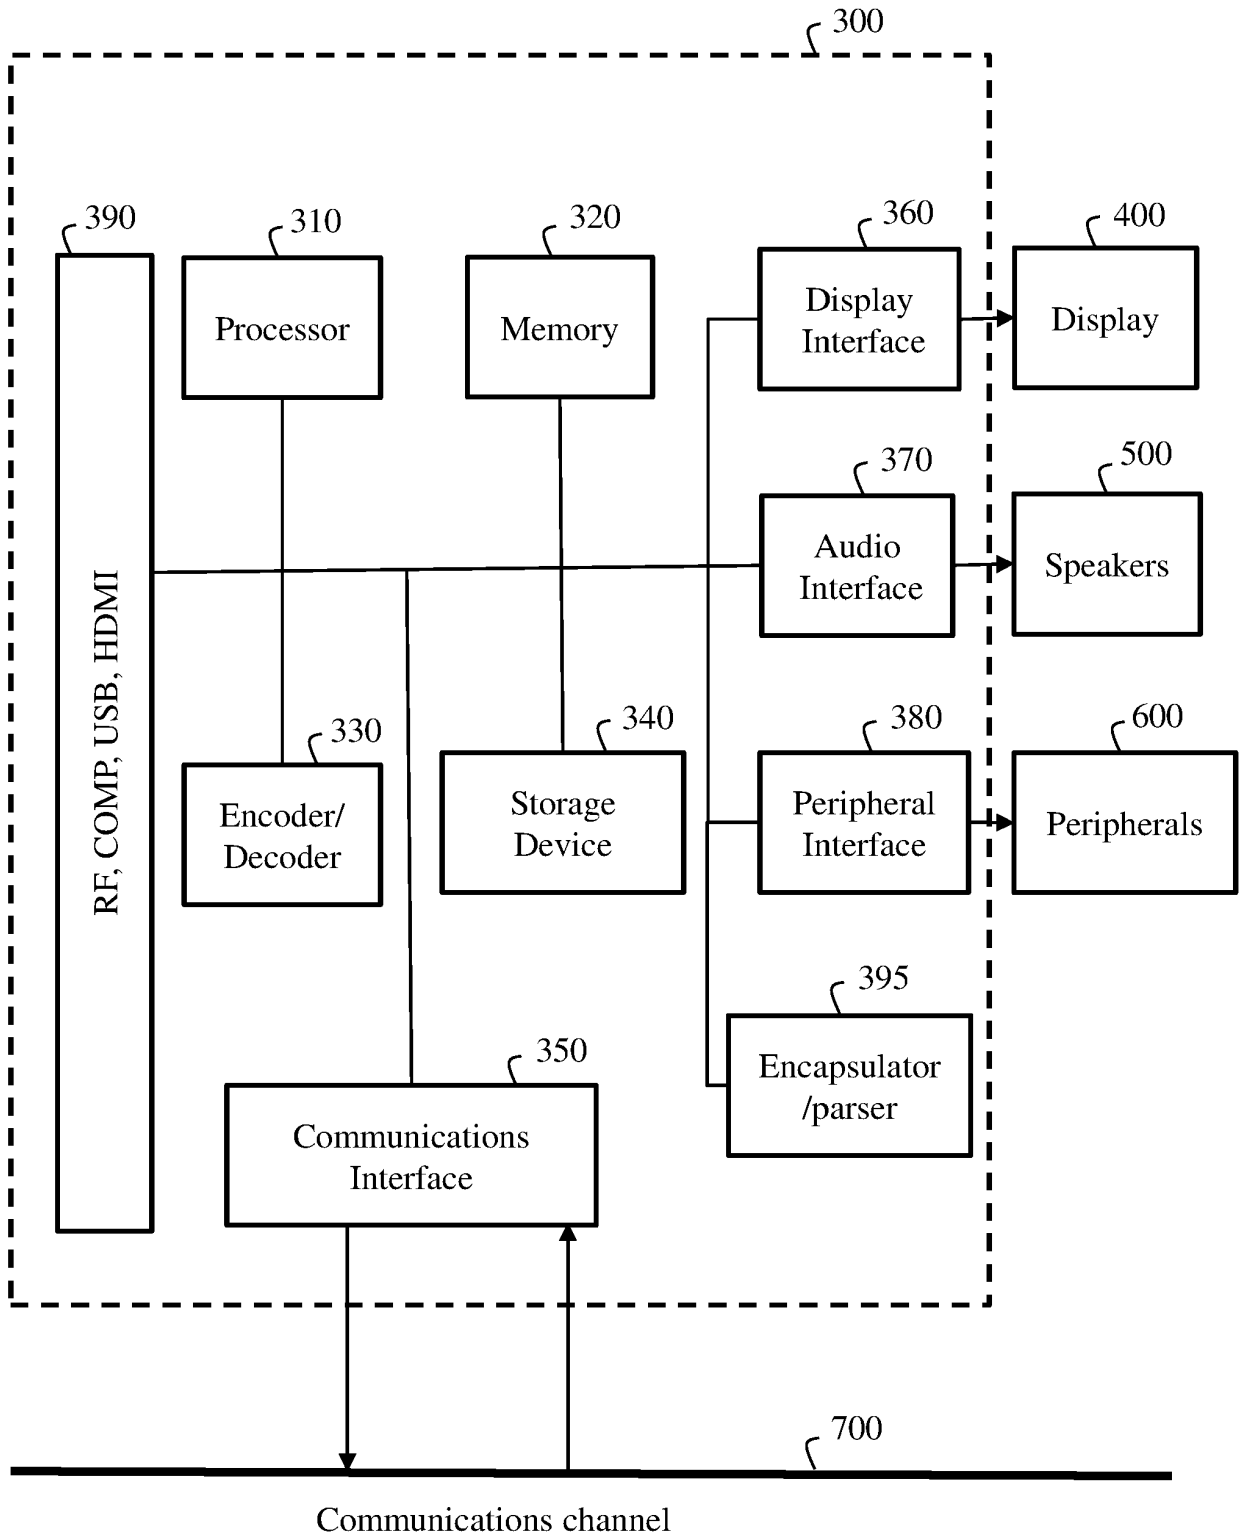 300
390
310
320
360
400
Processor
Memory
Display
Interface
Display
370
500
Audio
Interface
Speakers
RF, COMP, USB, HDMI
330
340
380
600
Encoder/
Decoder
Storage
Device
Peripheral
Interface
Peripherals
395
Encapsulator
/parser
350
Communications
Interface
700
Communications channel